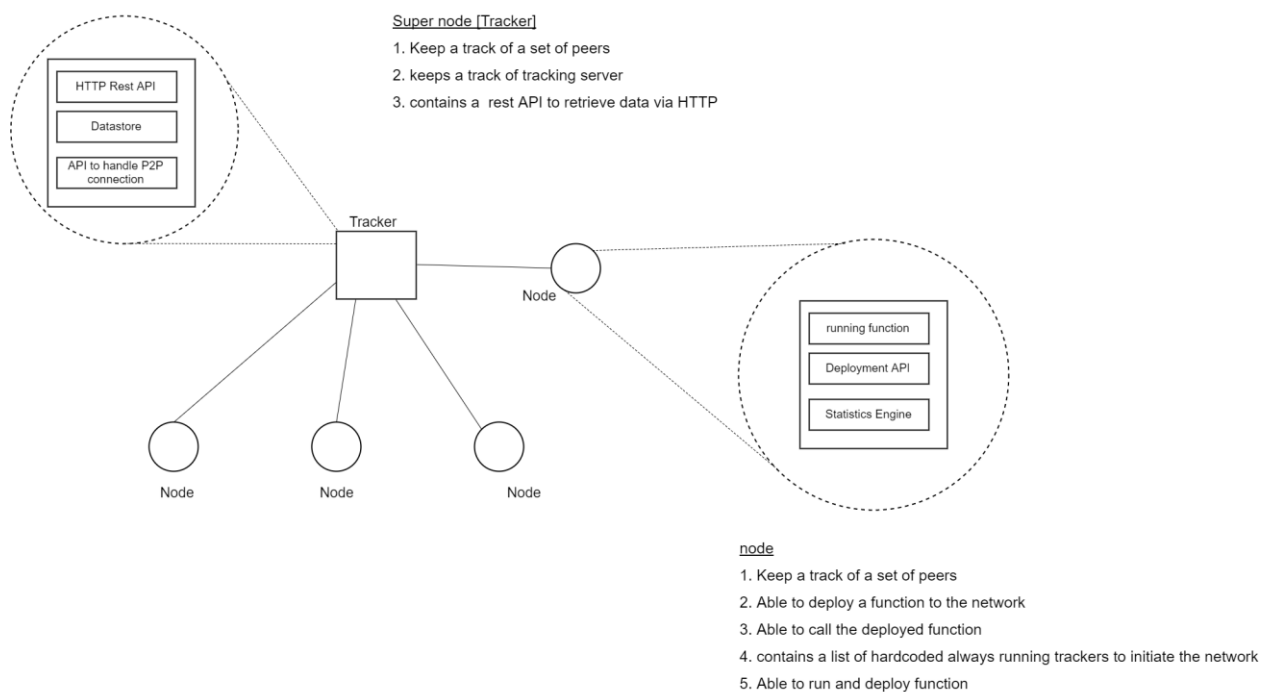 Super node [Tracker]
1. Keep a track of a set of peers
2. keeps a track of tracking server
3. contains a rest API to retrieve data via HTTP
HTTP Rest API
Datastore
API to handle P2P
connection
Tracker
Node
running function
Deployment API
Statistics Engine
Node
Node
Node
node
1. Keep a track of a set of peers
2. Able to deploy a function to the network
3. Able to call the deployed function
4. contains a list of hardcoded always running trackers to initiate the network
5. Able to run and deploy function